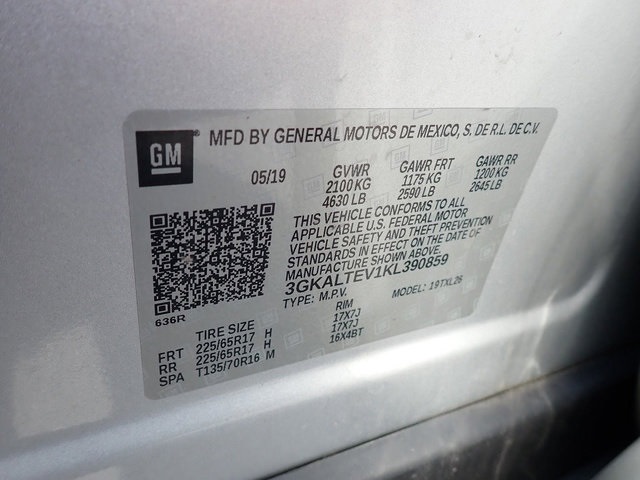 GM
MFD BY GENERAL MOTORS DE MEXICO, S. DE R.L. DE C.V.
05/19 GVWR GAWR FRT GAWR RR
2100 KG 1175 KG 1200 KG
4630 LB 2590 LB 2645 LB
THIS VEHICLE CONFORMS TO ALL
APPLICABLE U.S. FEDERAL MOTOR
VEHICLE SAFETY AND THEFT PREVENTION
STANDARDS IN EFFECT ON THE DATE OF
MANUFACTURE SHOWN ABOVE.
3GKALTEV1KL390859
TYPE: M.P.V. MODEL: 19TXL26
636R
TIRE SIZE RIM
FRT 225/65R17 H 17X7J
RR 225/65R17 H 17X7J
SPA T135/70R16 M 16X4BT